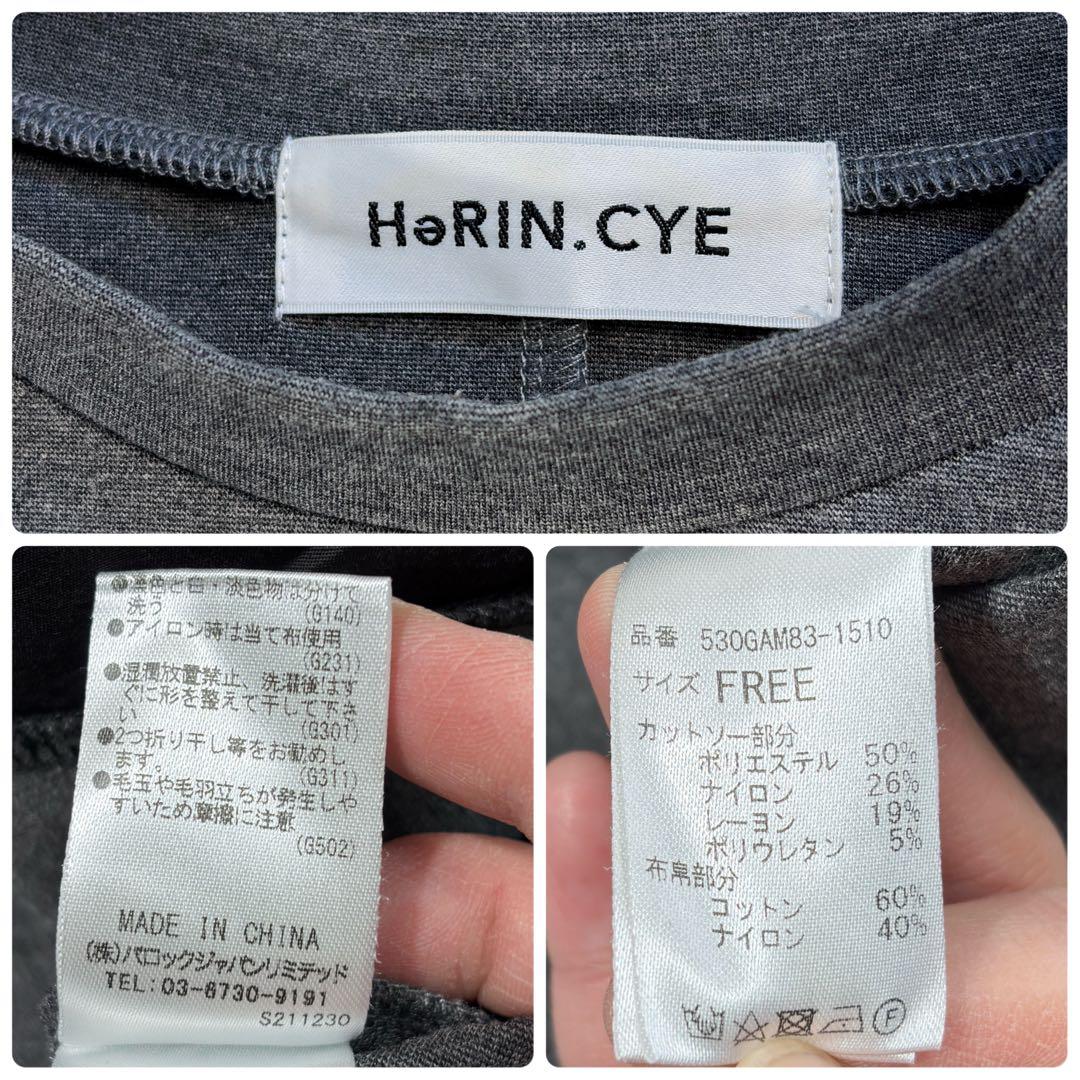 HəRIN.CYE
●濃色と白・淡色物は分けて
洗う
(G140)
●アイロン時は当て布使用
(G231)
●湿潤放置禁止、洗濯後はす
ぐに形を整えて干して下さ
い
(G301)
●2つ折り干し等をお勧めし
ます。
(G311)
●毛玉や毛羽立ちが発生しや
すいため摩擦に注意
(G502)
MADE IN CHINA
(株)バロックジャパンリミテッド
TEL:03-6730-9191
S211230
品番 530GAM83-1510
サイズ FREE
カットソー部分
ポリエステル 50%
ナイロン 26%
レーヨン 19%
ポリウレタン 5%
布帛部分
コットン 60%
ナイロン 40%
F